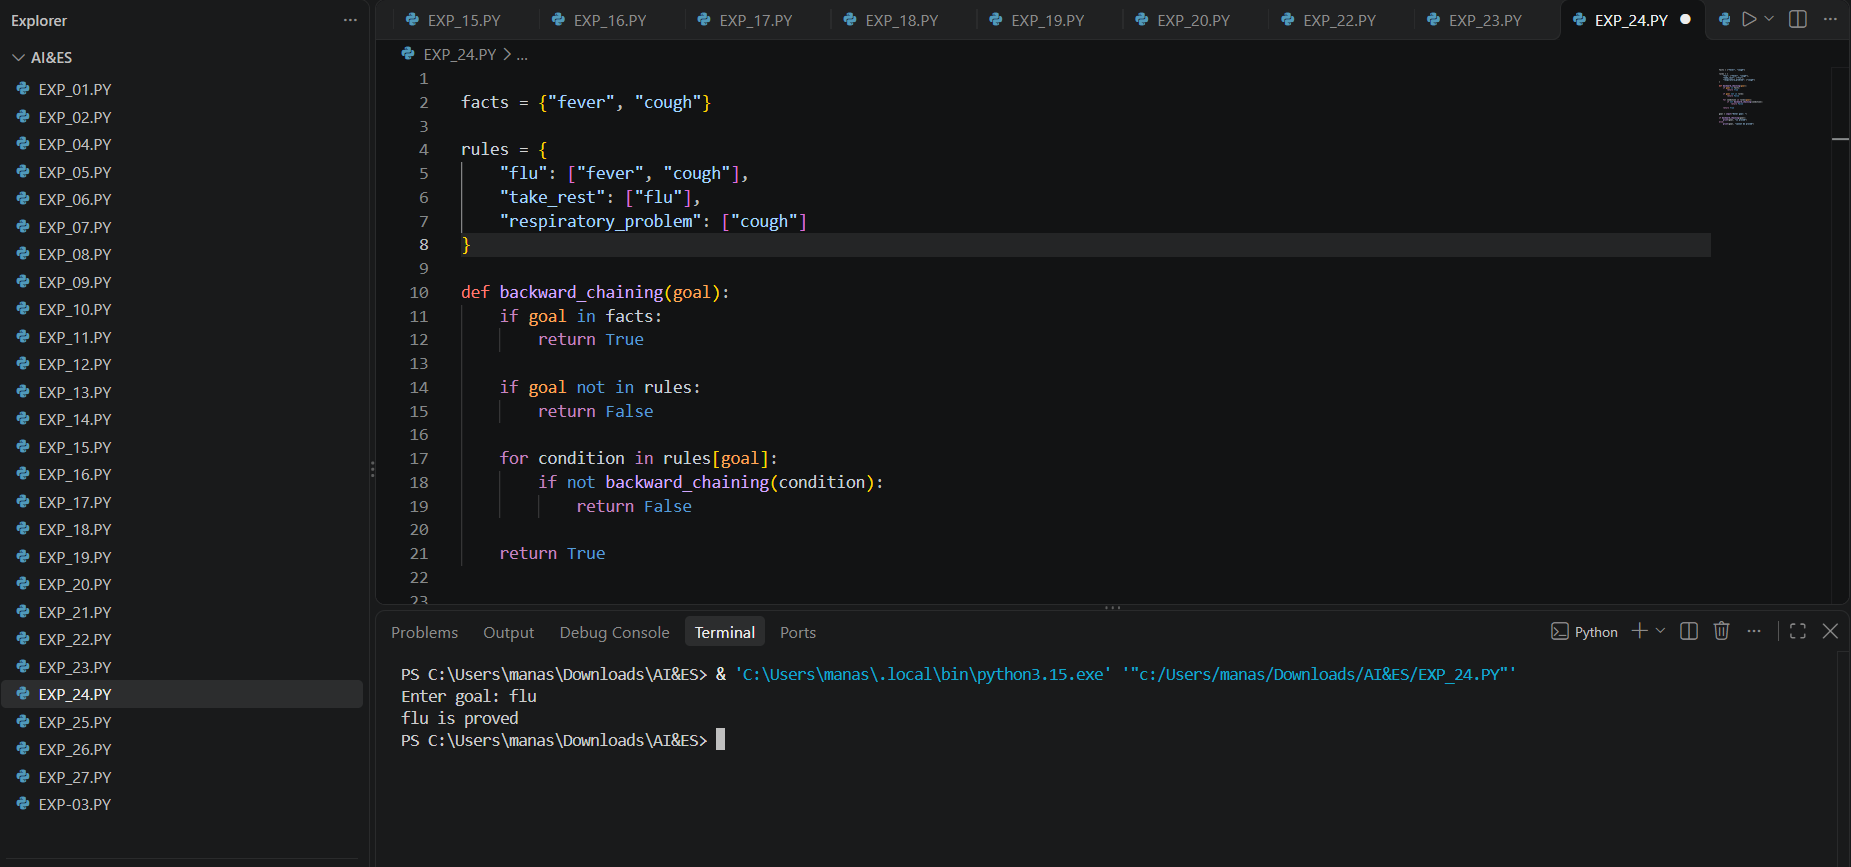 Explorer
AI&ES
EXP_01.PY
EXP_02.PY
EXP_04.PY
EXP_05.PY
EXP_06.PY
EXP_07.PY
EXP_08.PY
EXP_09.PY
EXP_10.PY
EXP_11.PY
EXP_12.PY
EXP_13.PY
EXP_14.PY
EXP_15.PY
EXP_16.PY
EXP_17.PY
EXP_18.PY
EXP_19.PY
EXP_20.PY
EXP_21.PY
EXP_22.PY
EXP_23.PY
EXP_24.PY
EXP_25.PY
EXP_26.PY
EXP_27.PY
EXP-03.PY
EXP_15.PY EXP_16.PY EXP_17.PY EXP_18.PY EXP_19.PY EXP_20.PY EXP_22.PY EXP_23.PY EXP_24.PY
EXP_24.PY > ...
1
2 facts = {"fever", "cough"}
3
4 rules = {
5     "flu": ["fever", "cough"],
6     "take_rest": ["flu"],
7     "respiratory_problem": ["cough"]
8 }
9
10 def backward_chaining(goal):
11     if goal in facts:
12         return True
13
14     if goal not in rules:
15         return False
16
17     for condition in rules[goal]:
18         if not backward_chaining(condition):
19             return False
20
21     return True
22
23
Problems Output Debug Console Terminal Ports
Python
PS C:\Users\manas\Downloads\AI&ES> & 'C:\Users\manas\.local\bin\python3.15.exe' '"c:/Users/manas/Downloads/AI&ES/EXP_24.PY"'
Enter goal: flu
flu is proved
PS C:\Users\manas\Downloads\AI&ES>